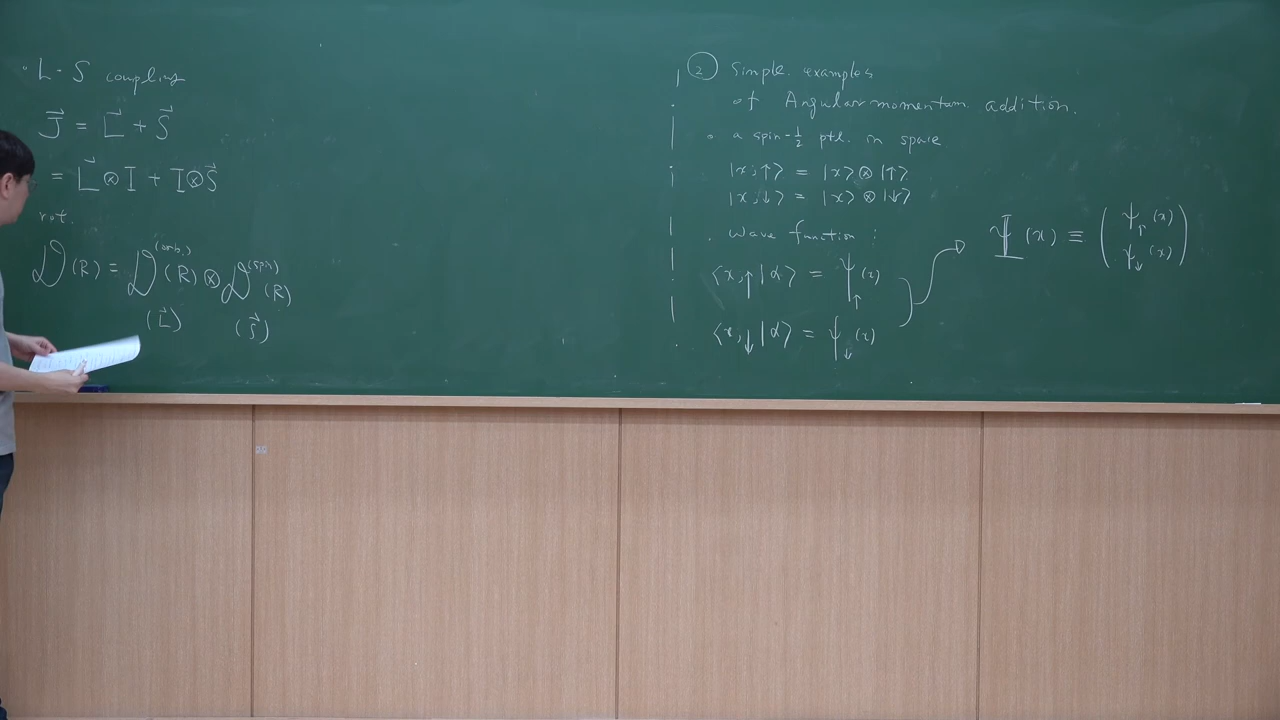 · L - S coupling
J⃗ = L⃗ + S⃗
= L⃗ ⊗ I + I ⊗ S⃗
rot.
𝒟(R) = 𝒟^(orb.)(R) ⊗ 𝒟^(spin)(R)
(L⃗) (S⃗)
② Simple examples
of Angular momentum addition.
◦ a spin-1/2 ptl. in space
|x;↑⟩ = |x⟩ ⊗ |↑⟩
|x;↓⟩ = |x⟩ ⊗ |↓⟩
. wave function :
⟨x,↑|α⟩ = ψ↑(x)
⟨x,↓|α⟩ = ψ↓(x)
Ψ(x) ≡ (ψ↑(x)
ψ↓(x))